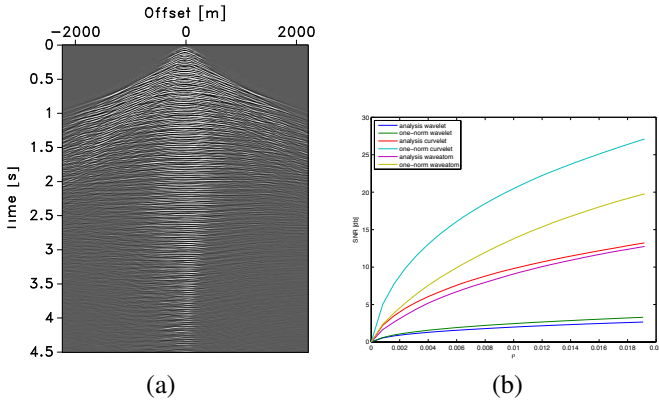 Offset [m]
−2000 0 2000
Time [s]
0
0.5
1
1.5
2
2.5
3
3.5
4
4.5
(a)
30
25
20
15
10
5
0
SNR [db]
analysis wavelet
one−norm wavelet
analysis curvelet
one−norm curvelet
analysis waveatom
one−norm waveatom
0 0.002 0.004 0.006 0.008 0.01 0.012 0.014 0.016 0.018 0.0
ρ
(b)